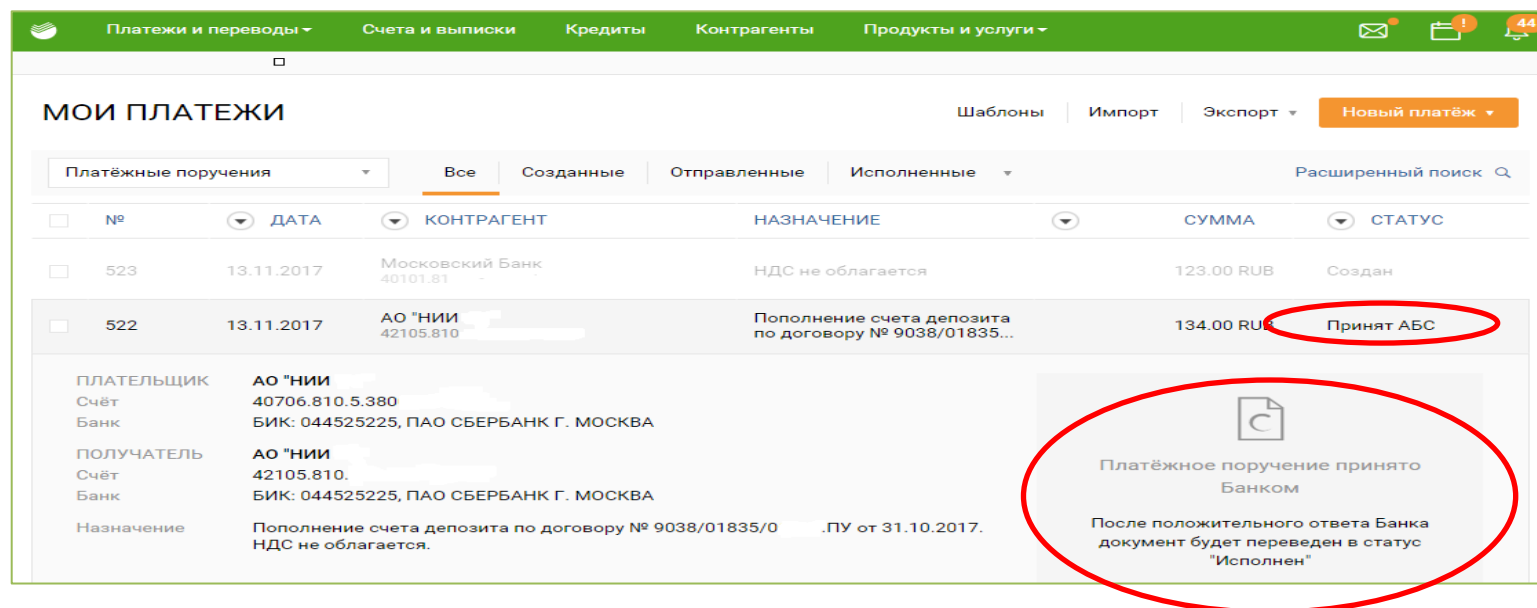 Платежи и переводы Счета и выписки Кредиты Контрагенты Продукты и услуги ! 44
МОИ ПЛАТЕЖИ Шаблоны Импорт Экспорт Новый платёж
Платёжные поручения Все Созданные Отправленные Исполненные Расширенный поиск
№ ДАТА КОНТРАГЕНТ НАЗНАЧЕНИЕ СУММА СТАТУС
523 13.11.2017 Московский Банк НДС не облагается 123.00 RUB Создан
40101.81
522 13.11.2017 АО "НИИ Пополнение счета депозита 134.00 RUB Принят АБС
42105.810 по договору № 9038/01835...
ПЛАТЕЛЬЩИК АО "НИИ
Счёт 40706.810.5.380
Банк БИК: 044525225, ПАО СБЕРБАНК Г. МОСКВА
ПОЛУЧАТЕЛЬ АО "НИИ
Счёт 42105.810.
Банк БИК: 044525225, ПАО СБЕРБАНК Г. МОСКВА
Назначение Пополнение счета депозита по договору № 9038/01835/0 .ПУ от 31.10.2017.
НДС не облагается.
Платёжное поручение принято
Банком
После положительного ответа Банка
документ будет переведен в статус
"Исполнен"